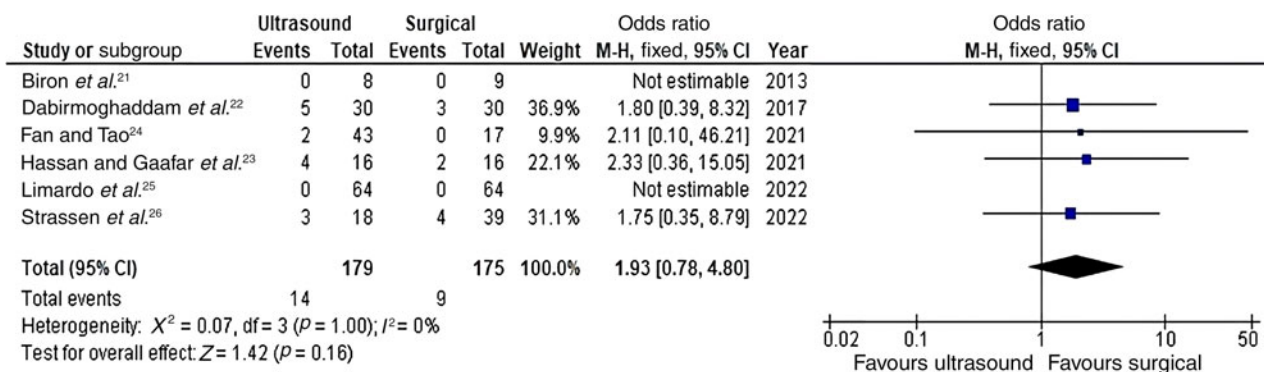 Ultrasound Surgical Odds ratio Odds ratio
Study or subgroup Events Total Events Total Weight M-H, fixed, 95% CI Year M-H, fixed, 95% CI
Biron et al.21 0 8 0 9 Not estimable 2013
Dabirmoghaddam et al.22 5 30 3 30 36.9% 1.80 [0.39, 8.32] 2017
Fan and Tao24 2 43 0 17 9.9% 2.11 [0.10, 46.21] 2021
Hassan and Gaafar et al.23 4 16 2 16 22.1% 2.33 [0.36, 15.05] 2021
Limardo et al.25 0 64 0 64 Not estimable 2022
Strassen et al.26 3 18 4 39 31.1% 1.75 [0.35, 8.79] 2022
Total (95% CI) 179 175 100.0% 1.93 [0.78, 4.80]
Total events 14 9
Heterogeneity: X² = 0.07, df = 3 (p = 1.00); I² = 0%
Test for overall effect: Z = 1.42 (p = 0.16)
0.02 0.1 1 10 50
Favours ultrasound Favours surgical